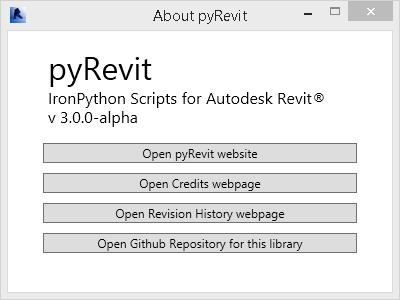 About pyRevit
pyRevit
IronPython Scripts for Autodesk Revit®
v 3.0.0-alpha
Open pyRevit website
Open Credits webpage
Open Revision History webpage
Open Github Repository for this library